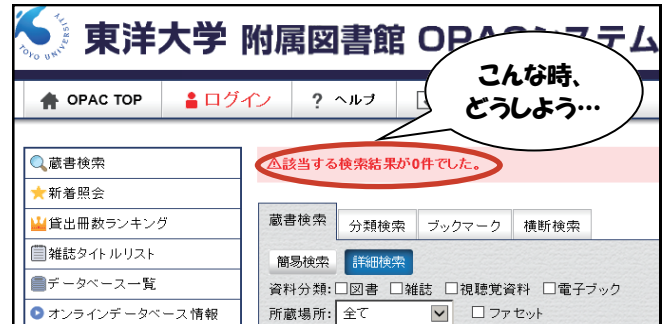 TOYO UNIVERSITY
東洋大学 附属図書館 OPACシステム
こんな時、
どうしよう…
OPAC TOP
ログイン
? ヘルプ
該当する検索結果が0件でした。
蔵書検索
新着照会
貸出冊数ランキング
雑誌タイトルリスト
データベース一覧
オンラインデータベース情報
蔵書検索 分類検索 ブックマーク 横断検索
簡易検索 詳細検索
資料分類: 図書 雑誌 視聴覚資料 電子ブック
所蔵場所: 全て ファセット